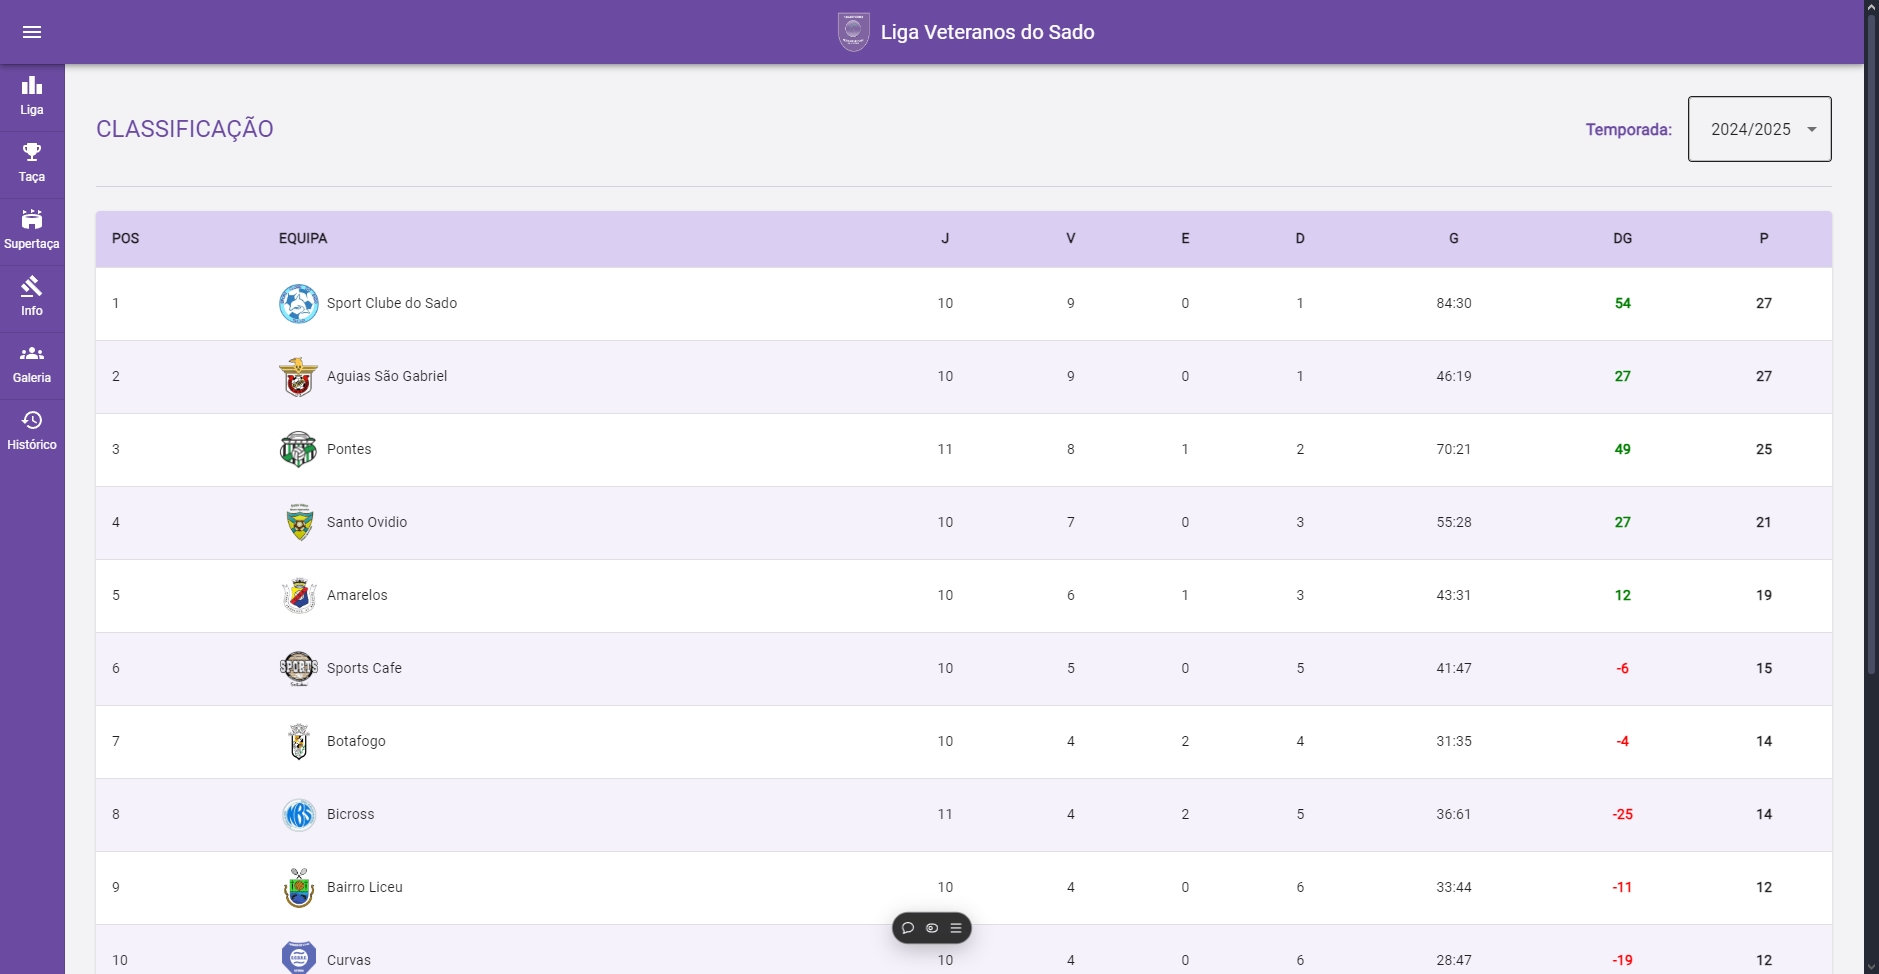 Liga Veteranos do Sado
Liga
Taça
Supertaça
Info
Galeria
Histórico
CLASSIFICAÇÃO
Temporada: 2024/2025
POS EQUIPA J V E D G DG P
1 Sport Clube do Sado 10 9 0 1 84:30 54 27
2 Aguias São Gabriel 10 9 0 1 46:19 27 27
3 Pontes 11 8 1 2 70:21 49 25
4 Santo Ovidio 10 7 0 3 55:28 27 21
5 Amarelos 10 6 1 3 43:31 12 19
6 SPORTS Sports Cafe 10 5 0 5 41:47 -6 15
7 Botafogo 10 4 2 4 31:35 -4 14
8 Bicross 11 4 2 5 36:61 -25 14
9 Bairro Liceu 10 4 0 6 33:44 -11 12
10 Curvas 10 4 0 6 28:47 -19 12